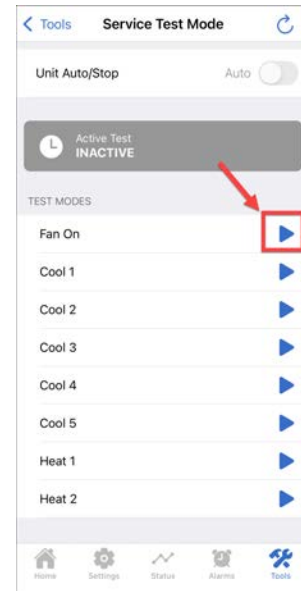 Tools Service Test Mode
Unit Auto/Stop Auto
Active Test
INACTIVE
TEST MODES
Fan On
Cool 1
Cool 2
Cool 3
Cool 4
Cool 5
Heat 1
Heat 2
Home Settings Status Alarms Tools